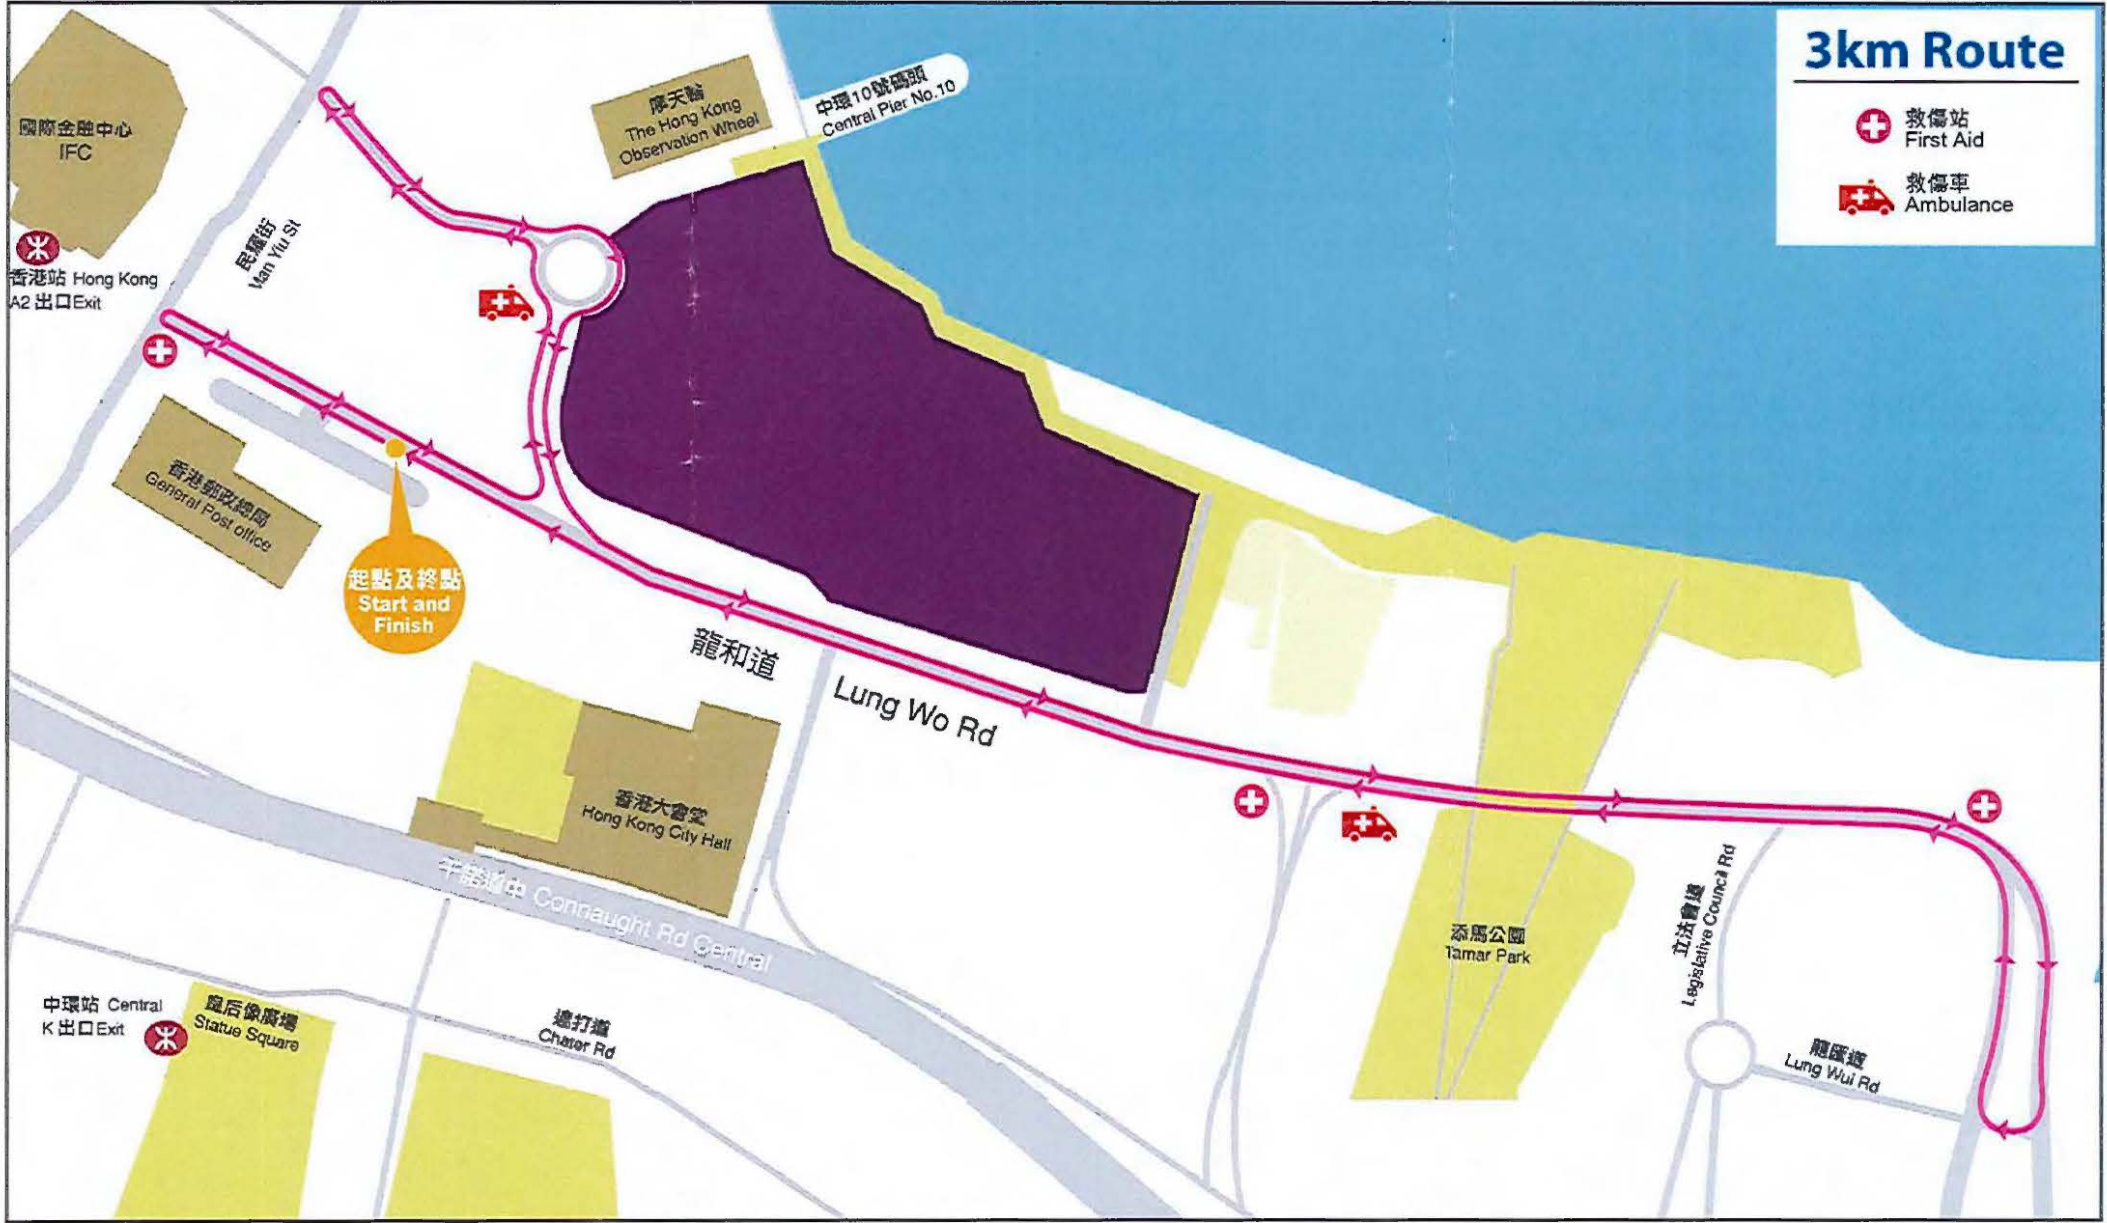 3km Route
救傷站
First Aid
救傷車
Ambulance
國際金融中心
IFC
摩天輪
The Hong Kong
Observation Wheel
中環10號碼頭
Central Pier No.10
民耀街
Man Yiu St
香港站 Hong Kong
A2 出口Exit
香港郵政總局
General Post office
起點及終點
Start and
Finish
龍和道
Lung Wo Rd
香港大會堂
Hong Kong City Hall
干諾道中 Connaught Rd Central
添馬公園
Tamar Park
立法會道
Legislative Council Rd
龍匯道
Lung Wui Rd
中環站 Central
K 出口Exit
皇后像廣場
Statue Square
遮打道
Chater Rd